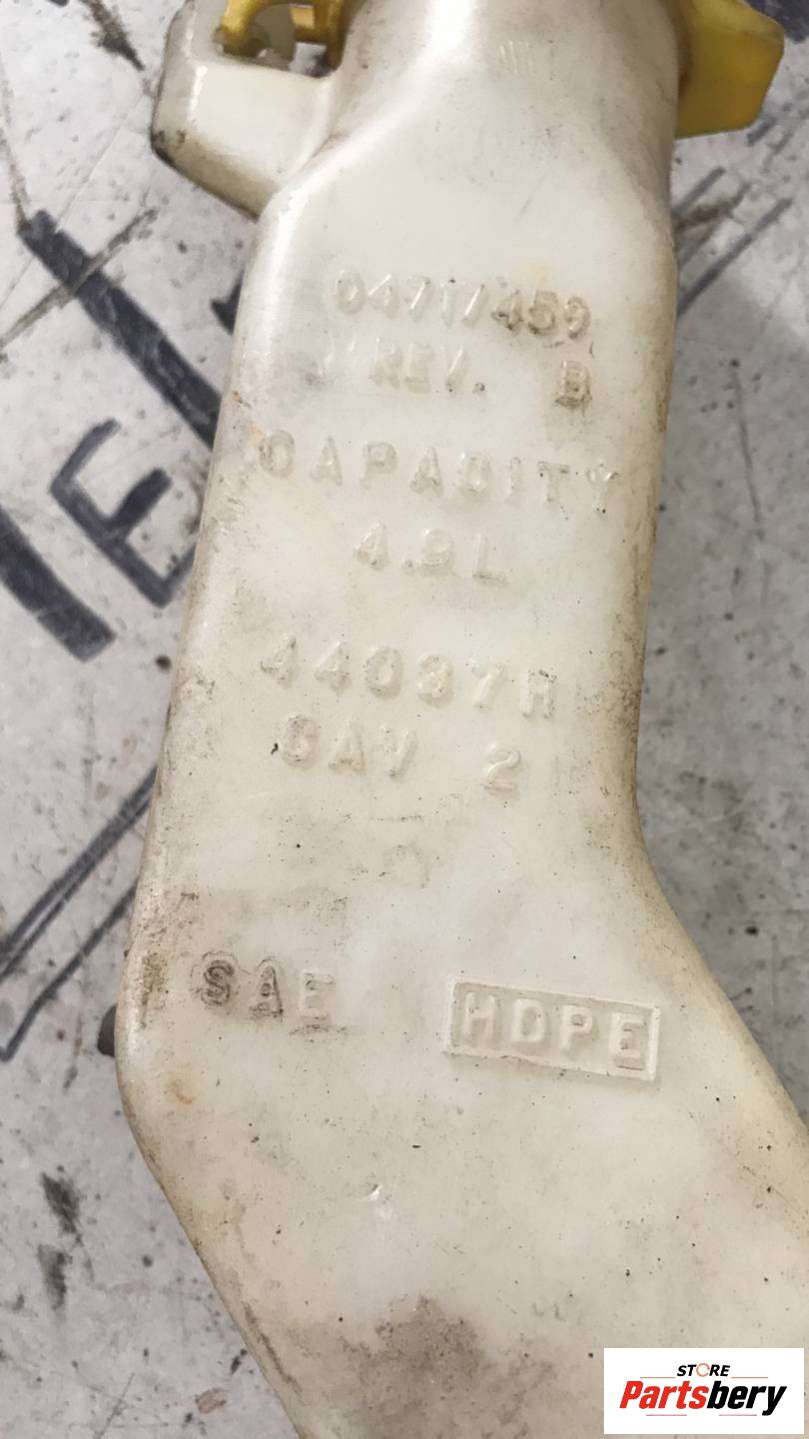 04717459
REV. B
CAPACITY
4.9L
44037R
CAV 2
SAE HDPE
STORE
Partsbery